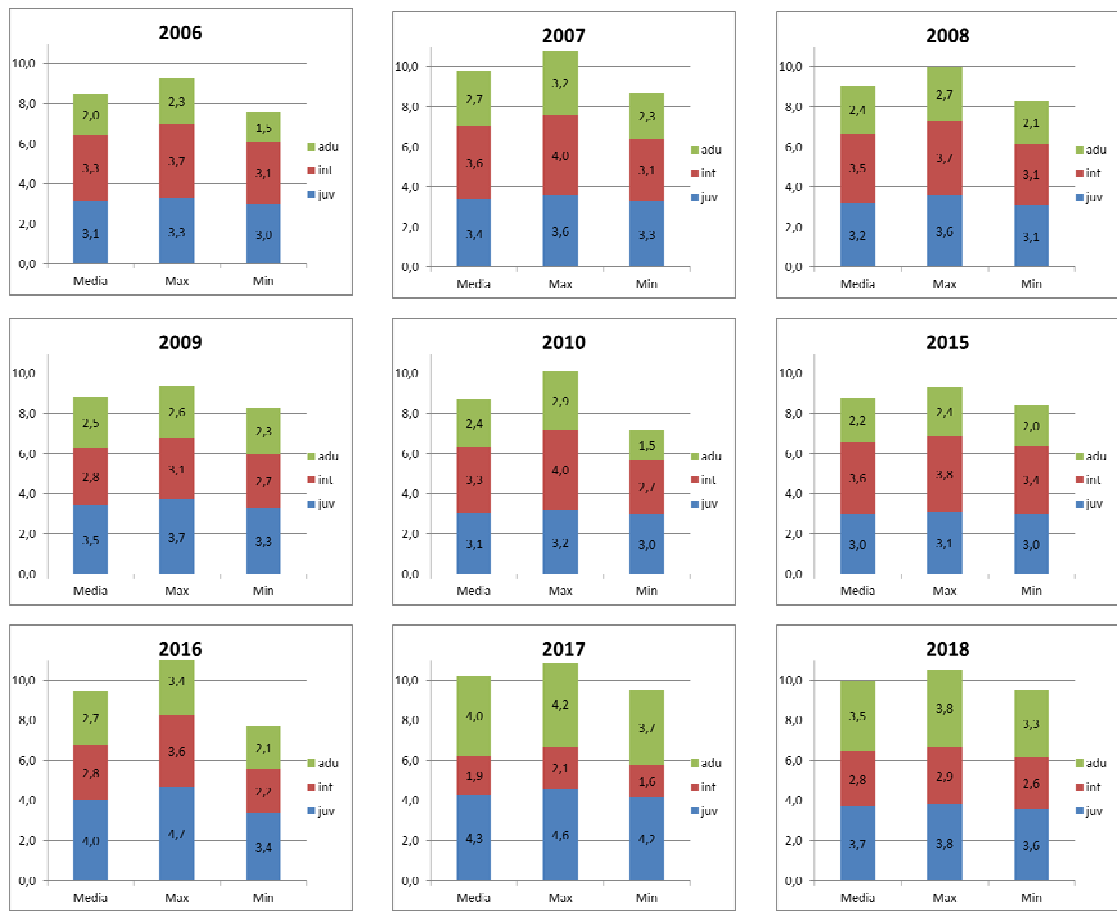 2006
10,0
8,0
6,0
4,0
2,0
0,0
2,0 2,3 1,5
3,3 3,7 3,1
3,1 3,3 3,0
adu
int
juv
Media Max Min
2007
10,0
8,0
6,0
4,0
2,0
0,0
2,7 3,2 2,3
3,6 4,0 3,1
3,4 3,6 3,3
adu
int
juv
Media Max Min
2008
10,0
8,0
6,0
4,0
2,0
0,0
2,4 2,7 2,1
3,5 3,7 3,1
3,2 3,6 3,1
adu
int
juv
Media Max Min
2009
10,0
8,0
6,0
4,0
2,0
0,0
2,5 2,6 2,3
2,8 3,1 2,7
3,5 3,7 3,3
adu
int
juv
Media Max Min
2010
10,0
8,0
6,0
4,0
2,0
0,0
2,4 2,9 1,5
3,3 4,0 2,7
3,1 3,2 3,0
adu
int
juv
Media Max Min
2015
10,0
8,0
6,0
4,0
2,0
0,0
2,2 2,4 2,0
3,6 3,8 3,4
3,0 3,1 3,0
adu
int
juv
Media Max Min
2016
10,0
8,0
6,0
4,0
2,0
0,0
2,7 3,4 2,1
2,8 3,6 2,2
4,0 4,7 3,4
adu
int
juv
Media Max Min
2017
10,0
8,0
6,0
4,0
2,0
0,0
4,0 4,2 3,7
1,9 2,1 1,6
4,3 4,6 4,2
adu
int
juv
Media Max Min
2018
10,0
8,0
6,0
4,0
2,0
0,0
3,5 3,8 3,3
2,8 2,9 2,6
3,7 3,8 3,6
adu
int
juv
Media Max Min